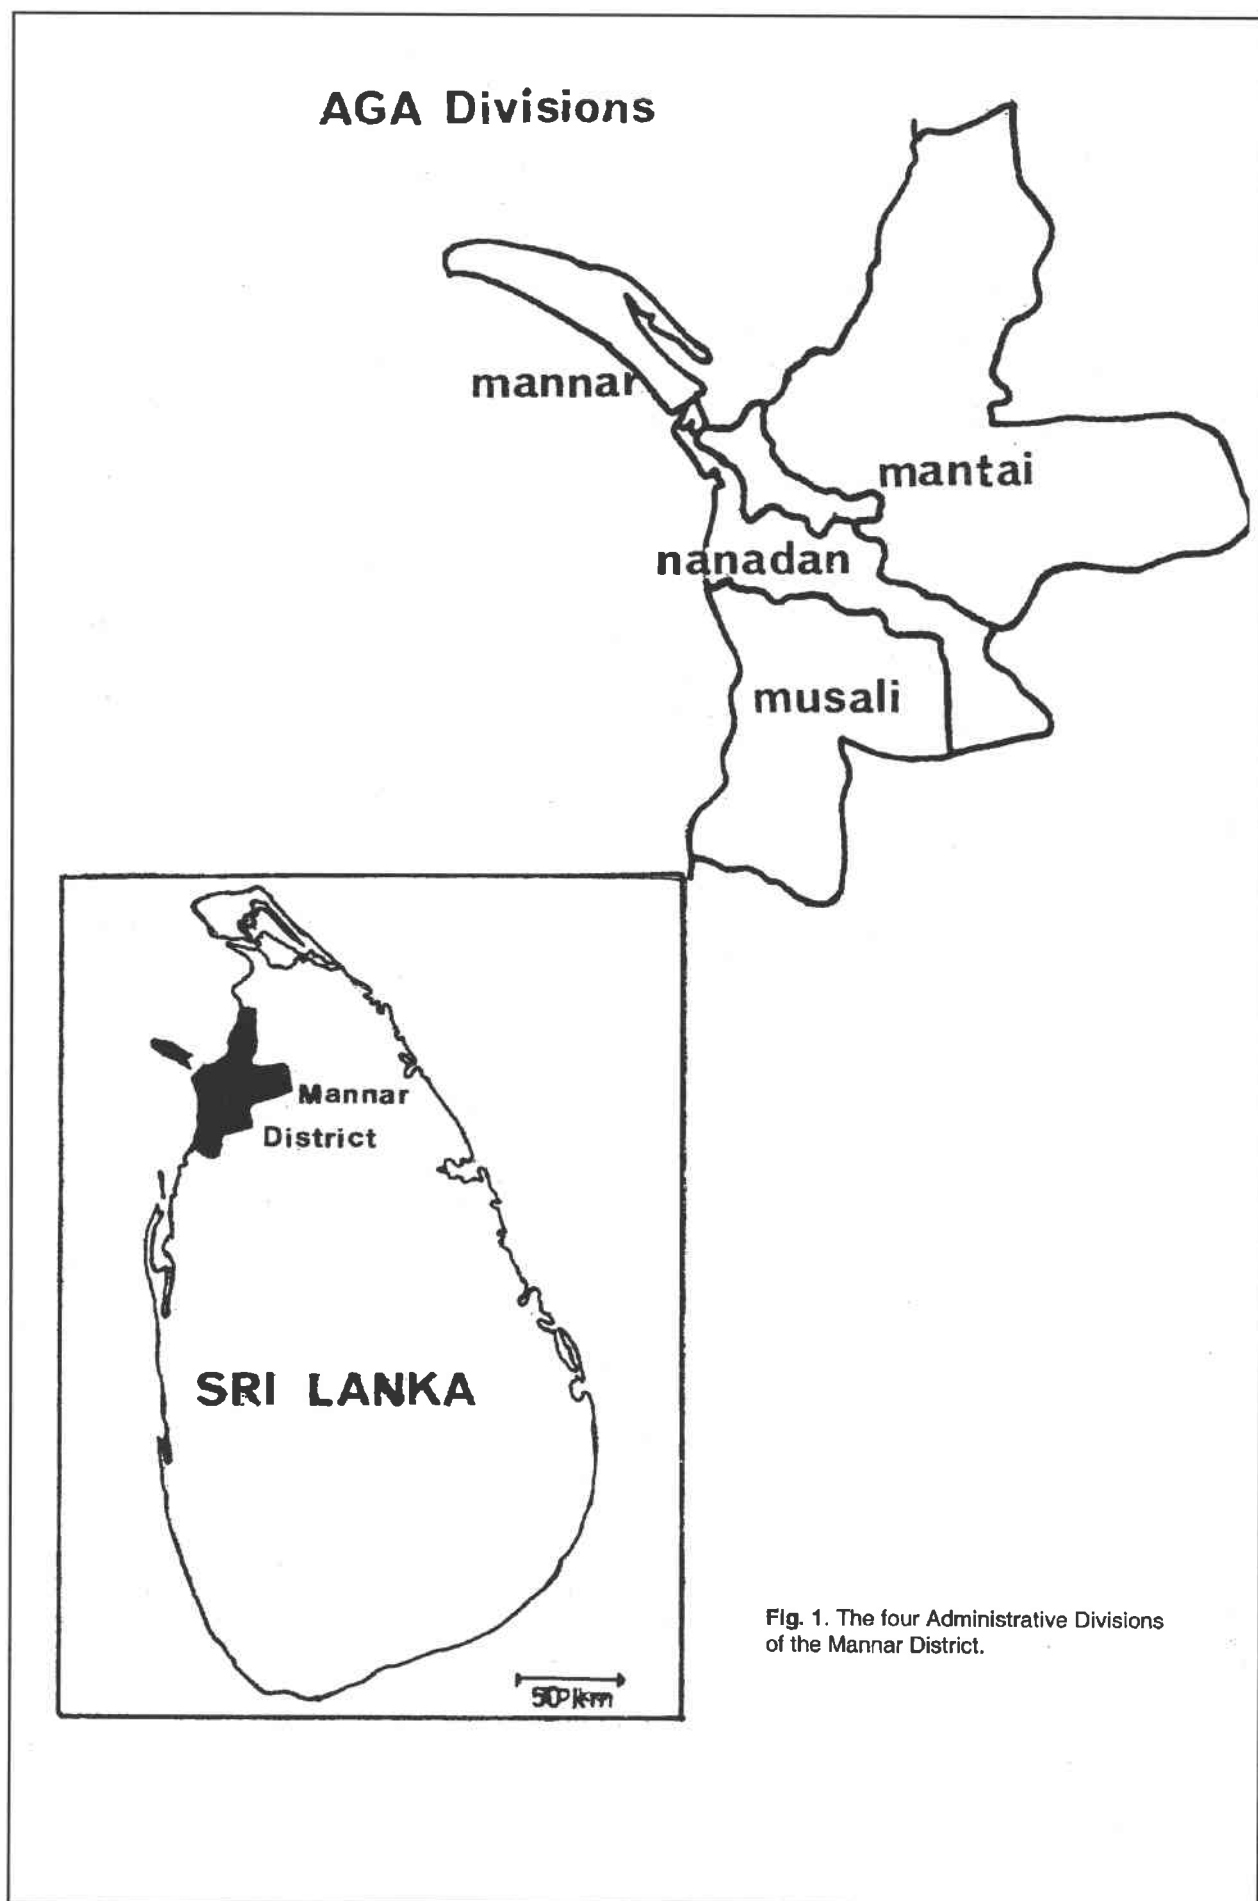 AGA Divisions
mannar
mantai
nanadan
musali
Mannar
District
SRI LANKA
50 km
Fig. 1. The four Administrative Divisions
of the Mannar District.